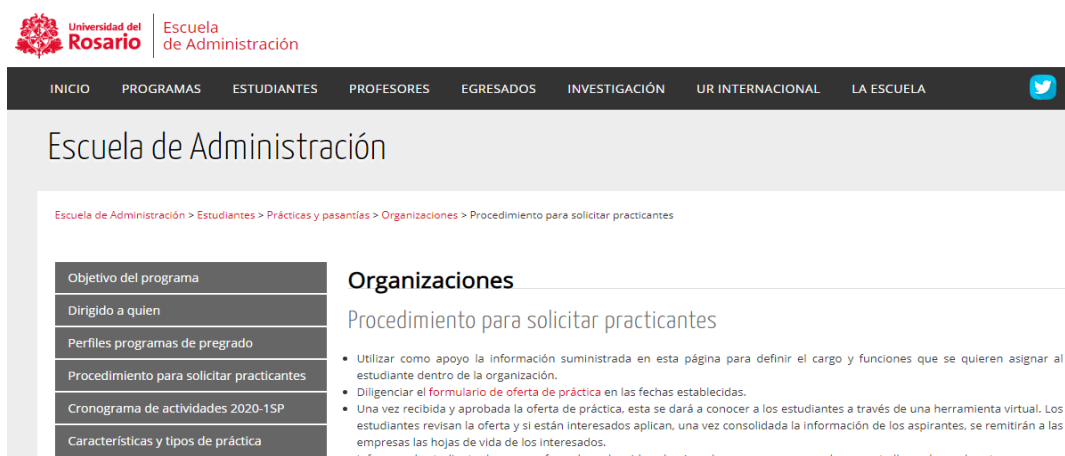 Universidad del
Rosario
Escuela
de Administración
INICIO PROGRAMAS ESTUDIANTES PROFESORES EGRESADOS INVESTIGACIÓN UR INTERNACIONAL LA ESCUELA
Escuela de Administración
Escuela de Administración > Estudiantes > Prácticas y pasantías > Organizaciones > Procedimiento para solicitar practicantes
Objetivo del programa
Dirigido a quien
Perfiles programas de pregrado
Procedimiento para solicitar practicantes
Cronograma de actividades 2020-1SP
Características y tipos de práctica
Organizaciones
Procedimiento para solicitar practicantes
• Utilizar como apoyo la información suministrada en esta página para definir el cargo y funciones que se quieren asignar al
estudiante dentro de la organización.
• Diligenciar el formulario de oferta de práctica en las fechas establecidas.
• Una vez recibida y aprobada la oferta de práctica, esta se dará a conocer a los estudiantes a través de una herramienta virtual. Los
estudiantes revisan la oferta y si están interesados aplican, una vez consolidada la información de los aspirantes, se remitirán a las
empresas las hojas de vida de los interesados.